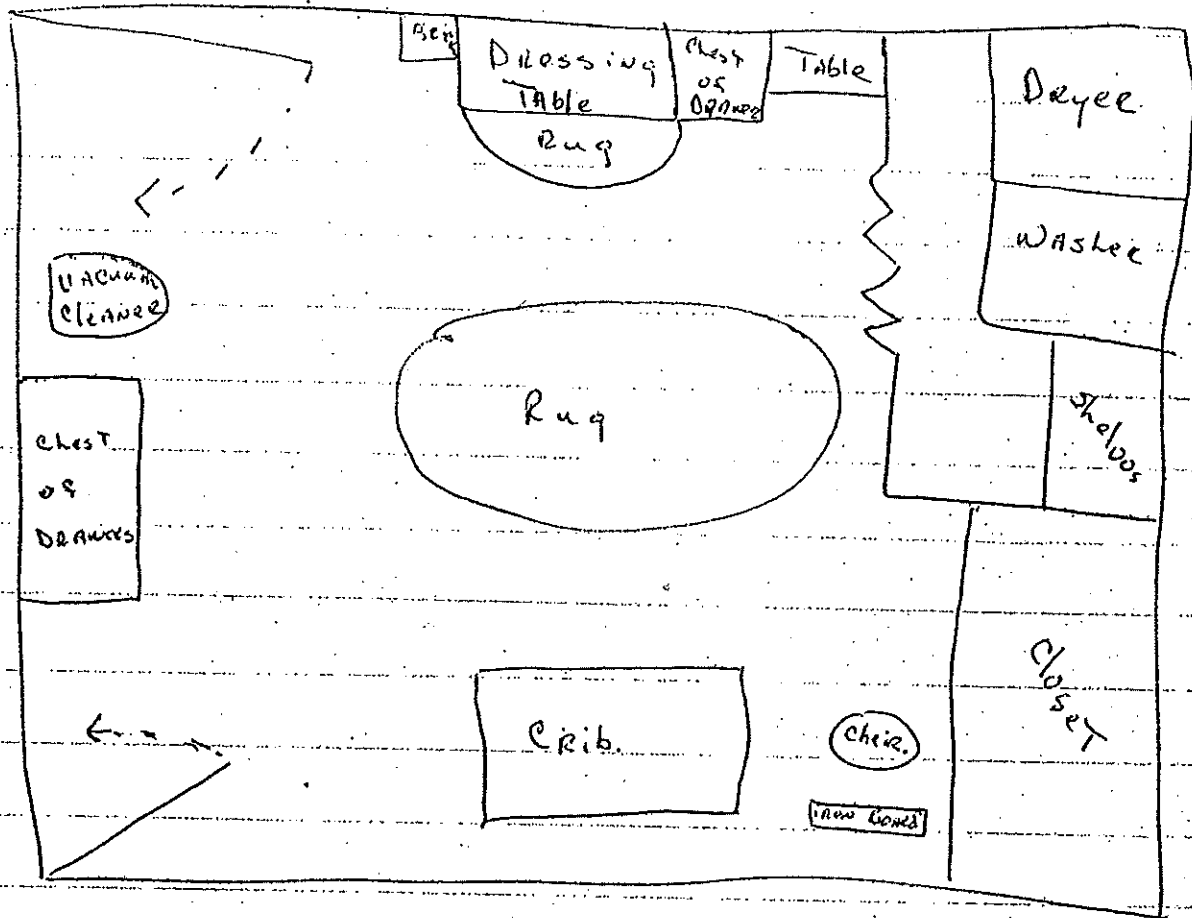 Dressing
Table
Rug
Chest
of
Drawer
Table
Dryer
Washer
Vacuum
Cleaner
Rug
Shelves
Chest
of
Drawers
Closet
Crib.
Chair.
Iron Board